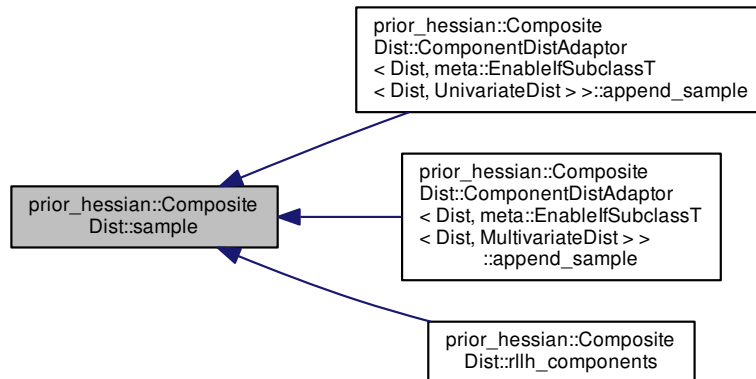 prior_hessian::Composite
Dist::ComponentDistAdaptor
< Dist, meta::EnableIfSubclassT
< Dist, UnivariateDist > >::append_sample
prior_hessian::Composite
Dist::sample
prior_hessian::Composite
Dist::ComponentDistAdaptor
< Dist, meta::EnableIfSubclassT
< Dist, MultivariateDist > >
::append_sample
prior_hessian::Composite
Dist::rllh_components